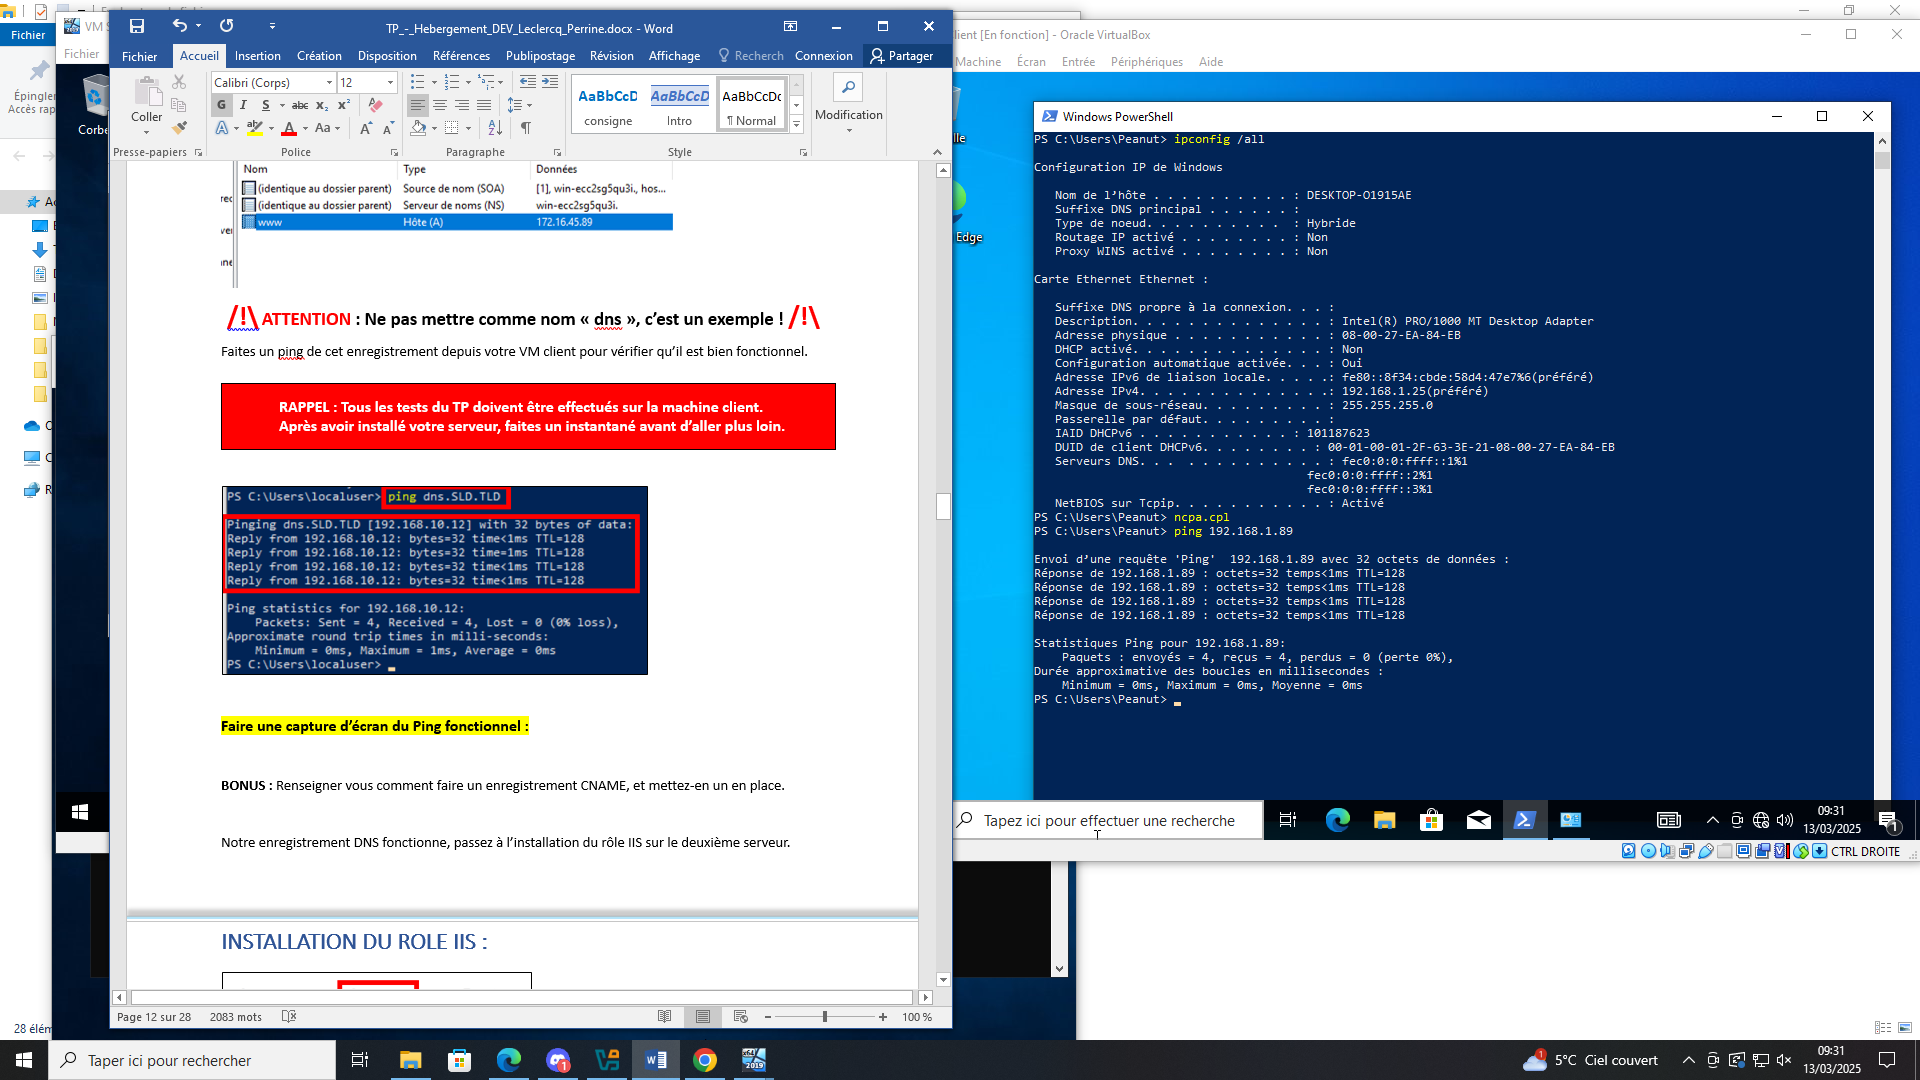 TP_-_Hebergement_DEV_Leclercq_Perrine.docx - Word
Fichier Accueil Insertion Création Disposition Références Publipostage Révision Affichage Recherch Connexion Partager
Calibri (Corps) 12
Coller
G I S abc x₂ x²
Aa
AaBbCcD AaBbCcD AaBbCcDc
consigne Intro ¶ Normal
Modification
Presse-papiers Police Paragraphe Style
Nom Type Données
(identique au dossier parent) Source de nom (SOA) [1], win-ecc2sg5qu3i., hos...
(identique au dossier parent) Serveur de noms (NS) win-ecc2sg5qu3i.
www Hôte (A) 172.16.45.89
/!\ ATTENTION : Ne pas mettre comme nom « dns », c’est un exemple ! /!\
Faites un ping de cet enregistrement depuis votre VM client pour vérifier qu’il est bien fonctionnel.
RAPPEL : Tous les tests du TP doivent être effectués sur la machine client.
Après avoir installé votre serveur, faites un instantané avant d’aller plus loin.
PS C:\Users\localuser> ping dns.SLD.TLD
Pinging dns.SLD.TLD [192.168.10.12] with 32 bytes of data:
Reply from 192.168.10.12: bytes=32 time<1ms TTL=128
Reply from 192.168.10.12: bytes=32 time=1ms TTL=128
Reply from 192.168.10.12: bytes=32 time<1ms TTL=128
Reply from 192.168.10.12: bytes=32 time<1ms TTL=128
Ping statistics for 192.168.10.12:
Packets: Sent = 4, Received = 4, Lost = 0 (0% loss),
Approximate round trip times in milli-seconds:
Minimum = 0ms, Maximum = 1ms, Average = 0ms
PS C:\Users\localuser>
Faire une capture d’écran du Ping fonctionnel :
BONUS : Renseigner vous comment faire un enregistrement CNAME, et mettez-en un en place.
Notre enregistrement DNS fonctionne, passez à l’installation du rôle IIS sur le deuxième serveur.
INSTALLATION DU ROLE IIS :
Page 12 sur 28 2083 mots 100 %
Fichier
VM S
Fichier
Épingler
Accès rap
Corbe
28 élém
lient [En fonction] - Oracle VirtualBox
Machine Écran Entrée Périphériques Aide
Edge
Windows PowerShell
PS C:\Users\Peanut> ipconfig /all
Configuration IP de Windows
Nom de l’hôte . . . . . . . . . . : DESKTOP-O1915AE
Suffixe DNS principal . . . . . . :
Type de noeud. . . . . . . . . . : Hybride
Routage IP activé . . . . . . . . : Non
Proxy WINS activé . . . . . . . . : Non
Carte Ethernet Ethernet :
Suffixe DNS propre à la connexion. . . :
Description. . . . . . . . . . . . . . : Intel(R) PRO/1000 MT Desktop Adapter
Adresse physique . . . . . . . . . . . : 08-00-27-EA-84-EB
DHCP activé. . . . . . . . . . . . . . : Non
Configuration automatique activée. . . : Oui
Adresse IPv6 de liaison locale. . . . .: fe80::8f34:cbde:58d4:47e7%6(préféré)
Adresse IPv4. . . . . . . . . . . . . .: 192.168.1.25(préféré)
Masque de sous-réseau. . . . . . . . . : 255.255.255.0
Passerelle par défaut. . . . . . . . . :
IAID DHCPv6 . . . . . . . . . . . : 101187623
DUID de client DHCPv6. . . . . . . . : 00-01-00-01-2F-63-3E-21-08-00-27-EA-84-EB
Serveurs DNS. . . . . . . . . . . . . : fec0:0:0:ffff::1%1
fec0:0:0:ffff::2%1
fec0:0:0:ffff::3%1
NetBIOS sur Tcpip. . . . . . . . . . . : Activé
PS C:\Users\Peanut> ncpa.cpl
PS C:\Users\Peanut> ping 192.168.1.89
Envoi d’une requête 'Ping' 192.168.1.89 avec 32 octets de données :
Réponse de 192.168.1.89 : octets=32 temps<1ms TTL=128
Réponse de 192.168.1.89 : octets=32 temps<1ms TTL=128
Réponse de 192.168.1.89 : octets=32 temps<1ms TTL=128
Réponse de 192.168.1.89 : octets=32 temps<1ms TTL=128
Statistiques Ping pour 192.168.1.89:
Paquets : envoyés = 4, reçus = 4, perdus = 0 (perte 0%),
Durée approximative des boucles en millisecondes :
Minimum = 0ms, Maximum = 0ms, Moyenne = 0ms
PS C:\Users\Peanut>
Tapez ici pour effectuer une recherche
09:31
13/03/2025
CTRL DROITE
Taper ici pour rechercher
5°C Ciel couvert
09:31
13/03/2025